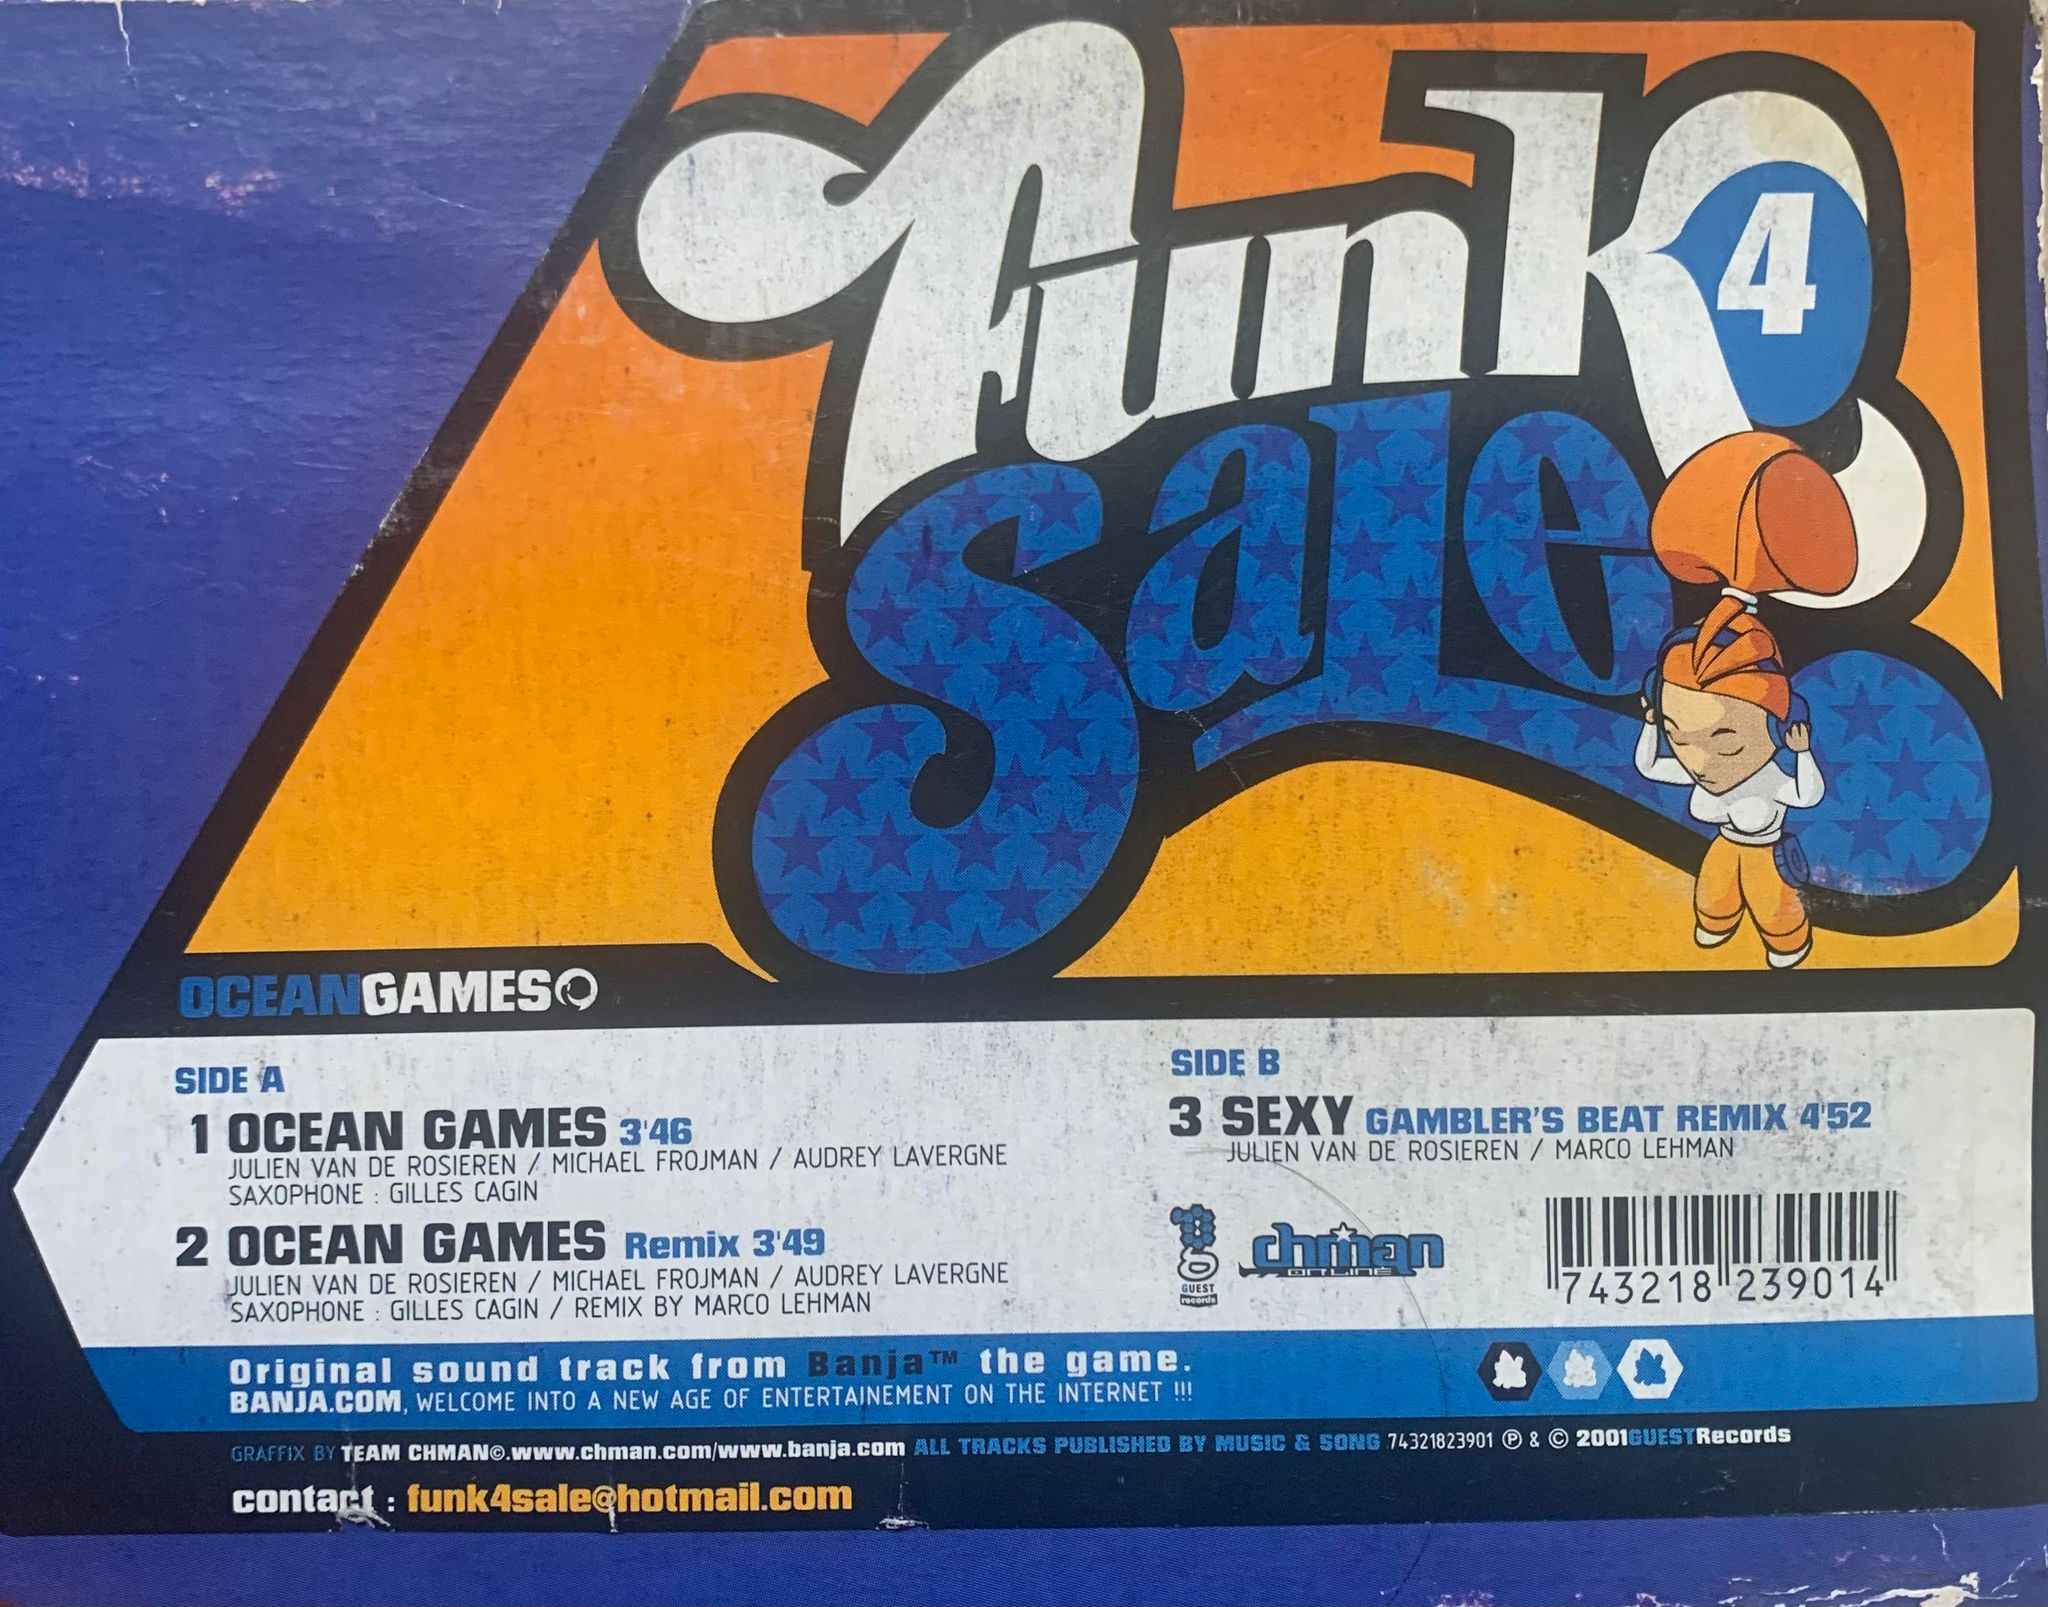 funk 4
Sale
OCEANGAMES
SIDE A
1 OCEAN GAMES 3'46
JULIEN VAN DE ROSIEREN / MICHAEL FROJMAN / AUDREY LAVERGNE
SAXOPHONE : GILLES CAGIN
2 OCEAN GAMES Remix 3'49
JULIEN VAN DE ROSIEREN / MICHAEL FROJMAN / AUDREY LAVERGNE
SAXOPHONE : GILLES CAGIN / REMIX BY MARCO LEHMAN
SIDE B
3 SEXY GAMBLER'S BEAT REMIX 4'52
JULIEN VAN DE ROSIEREN / MARCO LEHMAN
GUEST
records
chman
ONLINE
743218 239014
Original sound track from Banja™ the game.
BANJA.COM, WELCOME INTO A NEW AGE OF ENTERTAINEMENT ON THE INTERNET !!!
GRAFFIX BY TEAM CHMAN©.www.chman.com/www.banja.com ALL TRACKS PUBLISHED BY MUSIC & SONG 74321823901 ℗ & © 2001GUESTRecords
contact : funk4sale@hotmail.com